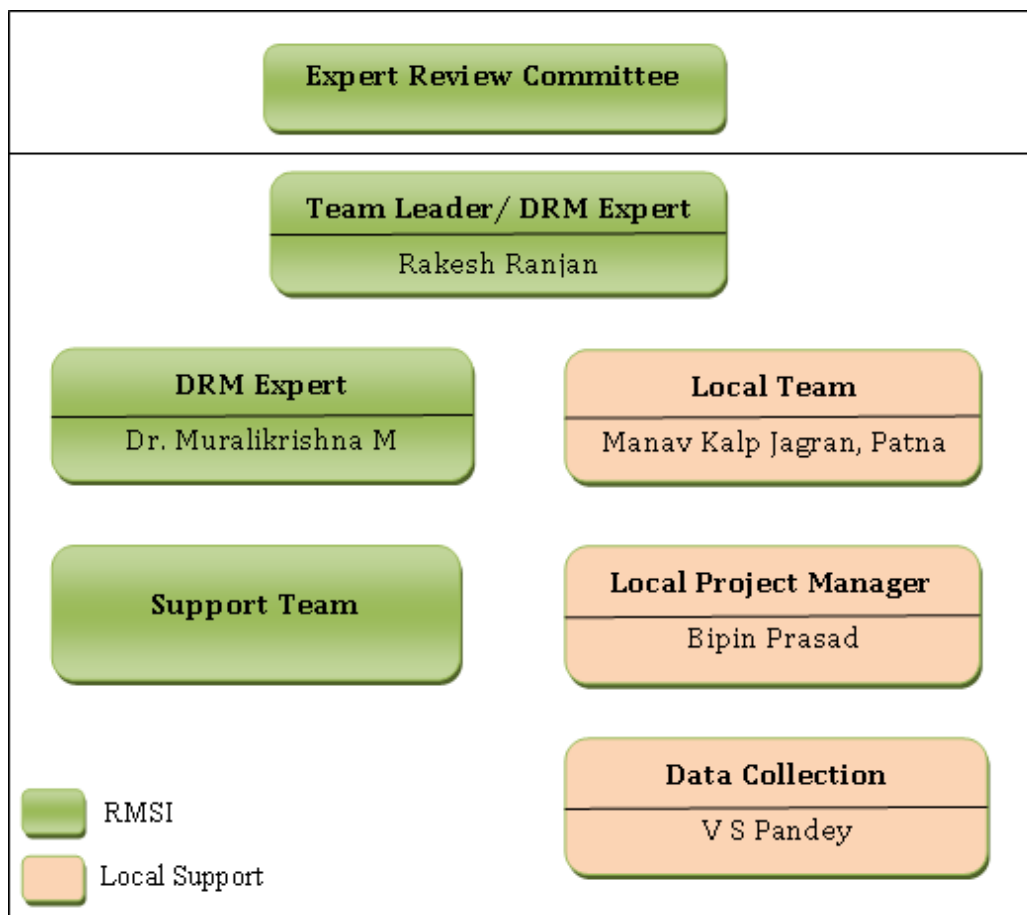 Expert Review Committee
Team Leader/ DRM Expert
Rakesh Ranjan
DRM Expert
Dr. Muralikrishna M
Local Team
Manav Kalp Jagran, Patna
Support Team
Local Project Manager
Bipin Prasad
Data Collection
V S Pandey
RMSI
Local Support